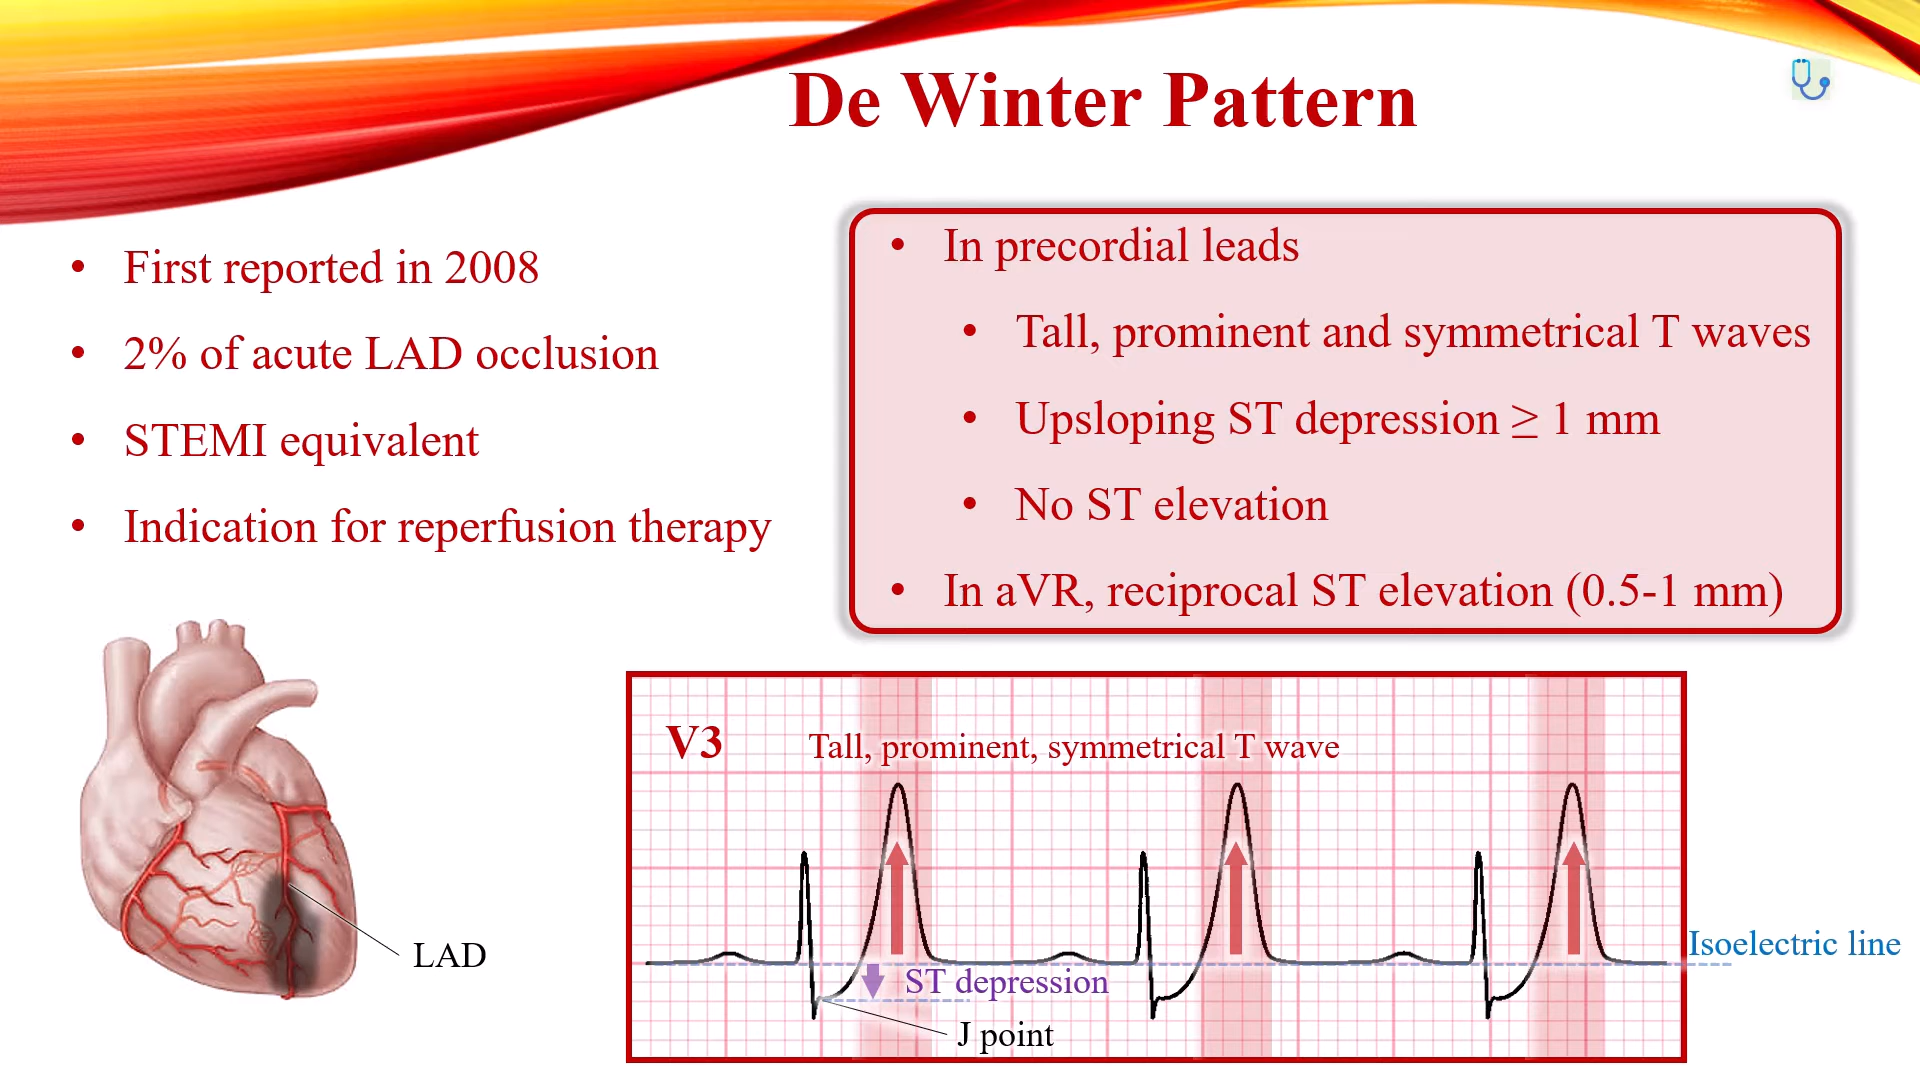 De Winter Pattern
• First reported in 2008
• 2% of acute LAD occlusion
• STEMI equivalent
• Indication for reperfusion therapy
• In precordial leads
• Tall, prominent and symmetrical T waves
• Upsloping ST depression ≥ 1 mm
• No ST elevation
• In aVR, reciprocal ST elevation (0.5-1 mm)
LAD
V3
Tall, prominent, symmetrical T wave
Isoelectric line
ST depression
J point